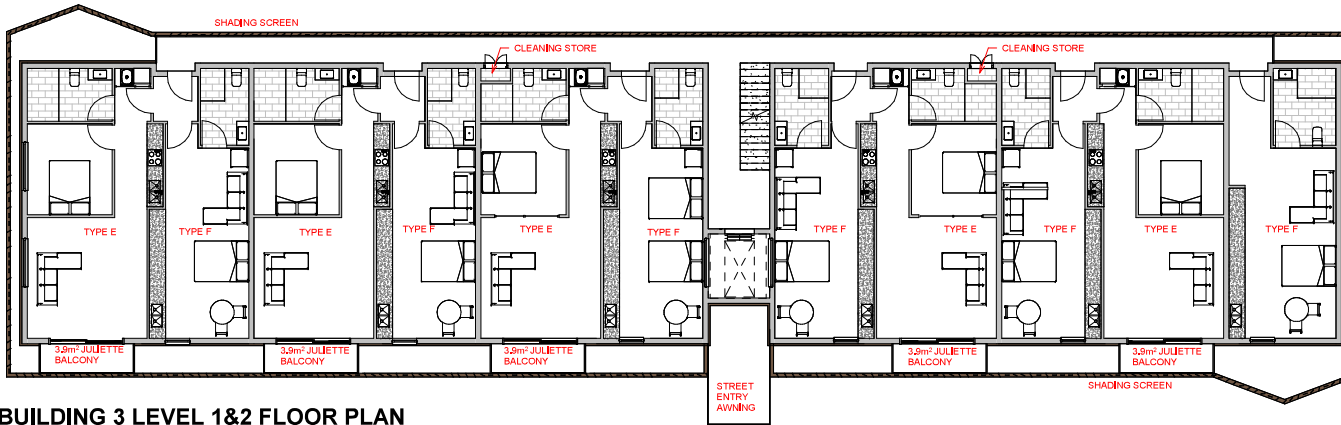 SHADING SCREEN
CLEANING STORE
CLEANING STORE
TYPE E
TYPE F
TYPE E
TYPE F
TYPE E
TYPE F
TYPE F
TYPE E
TYPE F
TYPE E
TYPE F
3.9m² JULIETTE
BALCONY
3.9m² JULIETTE
BALCONY
3.9m² JULIETTE
BALCONY
3.9m² JULIETTE
BALCONY
3.9m² JULIETTE
BALCONY
STREET
ENTRY
AWNING
SHADING SCREEN
BUILDING 3 LEVEL 1&2 FLOOR PLAN